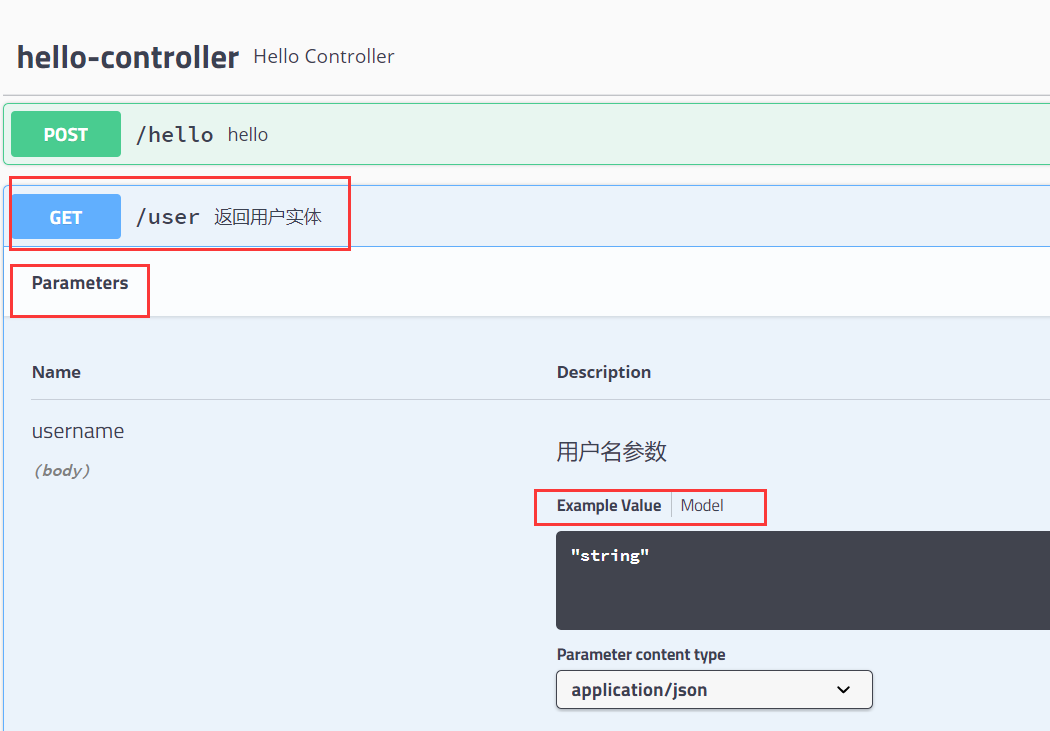 hello-controller Hello Controller
POST /hello hello
GET /user 返回用户实体
Parameters
Name Description
username
(body)
用户名参数
Example Value Model
"string"
Parameter content type
application/json